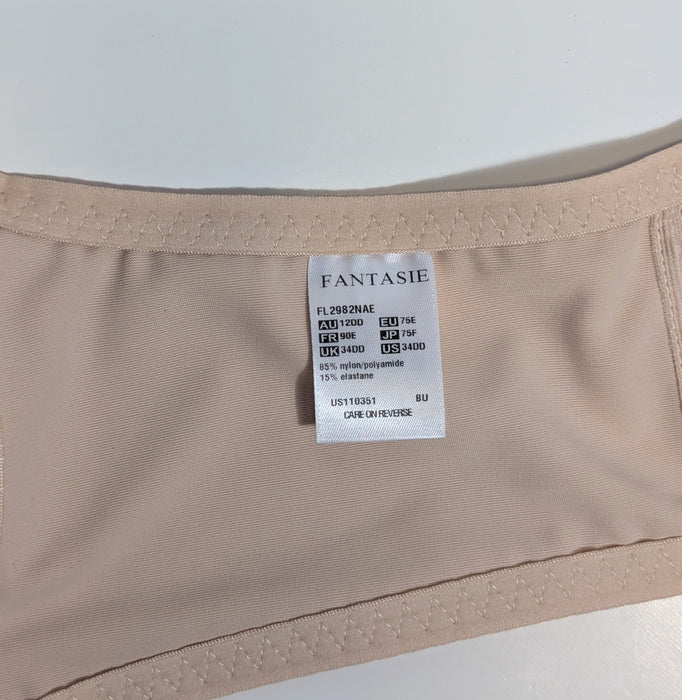 FANTASIE
FL2982NAE
AU 12DD EU 75E
FR 90E JP 75F
UK 34DD US 34DD
85% nylon/polyamide
15% elastane
US110351 BU
CARE ON REVERSE